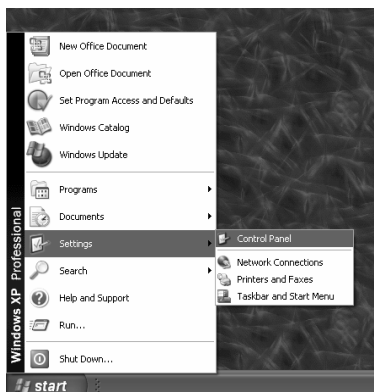 New Office Document
Open Office Document
Set Program Access and Defaults
Windows Catalog
Windows Update
Programs
Documents
Settings
Control Panel
Search
Network Connections
Printers and Faxes
Help and Support
Taskbar and Start Menu
Run...
Shut Down...
Windows XP Professional
start